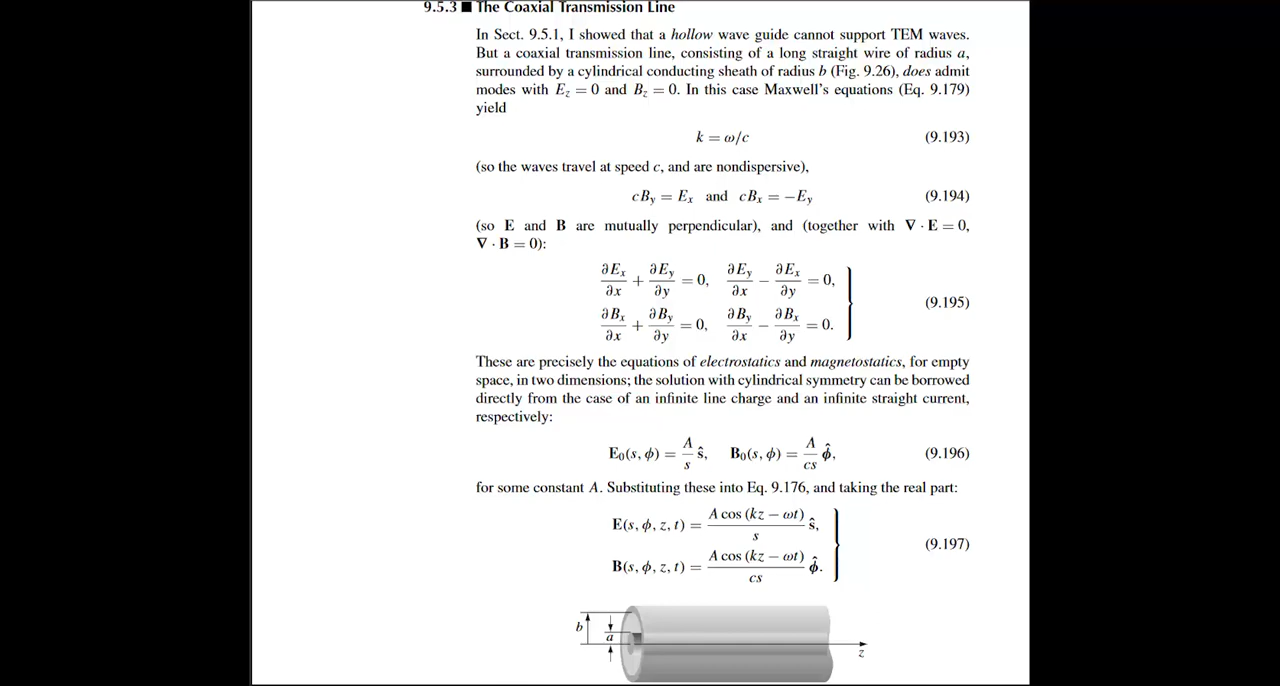 9.5.3 ■ The Coaxial Transmission Line
In Sect. 9.5.1, I showed that a hollow wave guide cannot support TEM waves.
But a coaxial transmission line, consisting of a long straight wire of radius a,
surrounded by a cylindrical conducting sheath of radius b (Fig. 9.26), does admit
modes with E_z = 0 and B_z = 0. In this case Maxwell's equations (Eq. 9.179)
yield
k = ω/c (9.193)
(so the waves travel at speed c, and are nondispersive),
cB_y = E_x and cB_x = −E_y (9.194)
(so E and B are mutually perpendicular), and (together with ∇ · E = 0,
∇ · B = 0):
∂E_x/∂x + ∂E_y/∂y = 0, ∂E_y/∂x − ∂E_x/∂y = 0,
∂B_x/∂x + ∂B_y/∂y = 0, ∂B_y/∂x − ∂B_x/∂y = 0. } (9.195)
These are precisely the equations of electrostatics and magnetostatics, for empty
space, in two dimensions; the solution with cylindrical symmetry can be borrowed
directly from the case of an infinite line charge and an infinite straight current,
respectively:
E₀(s, ϕ) = A/s ŝ, B₀(s, ϕ) = A/cs ϕ̂, (9.196)
for some constant A. Substituting these into Eq. 9.176, and taking the real part:
E(s, ϕ, z, t) = A cos (kz − ωt)/s ŝ,
B(s, ϕ, z, t) = A cos (kz − ωt)/cs ϕ̂. } (9.197)
b
a
z